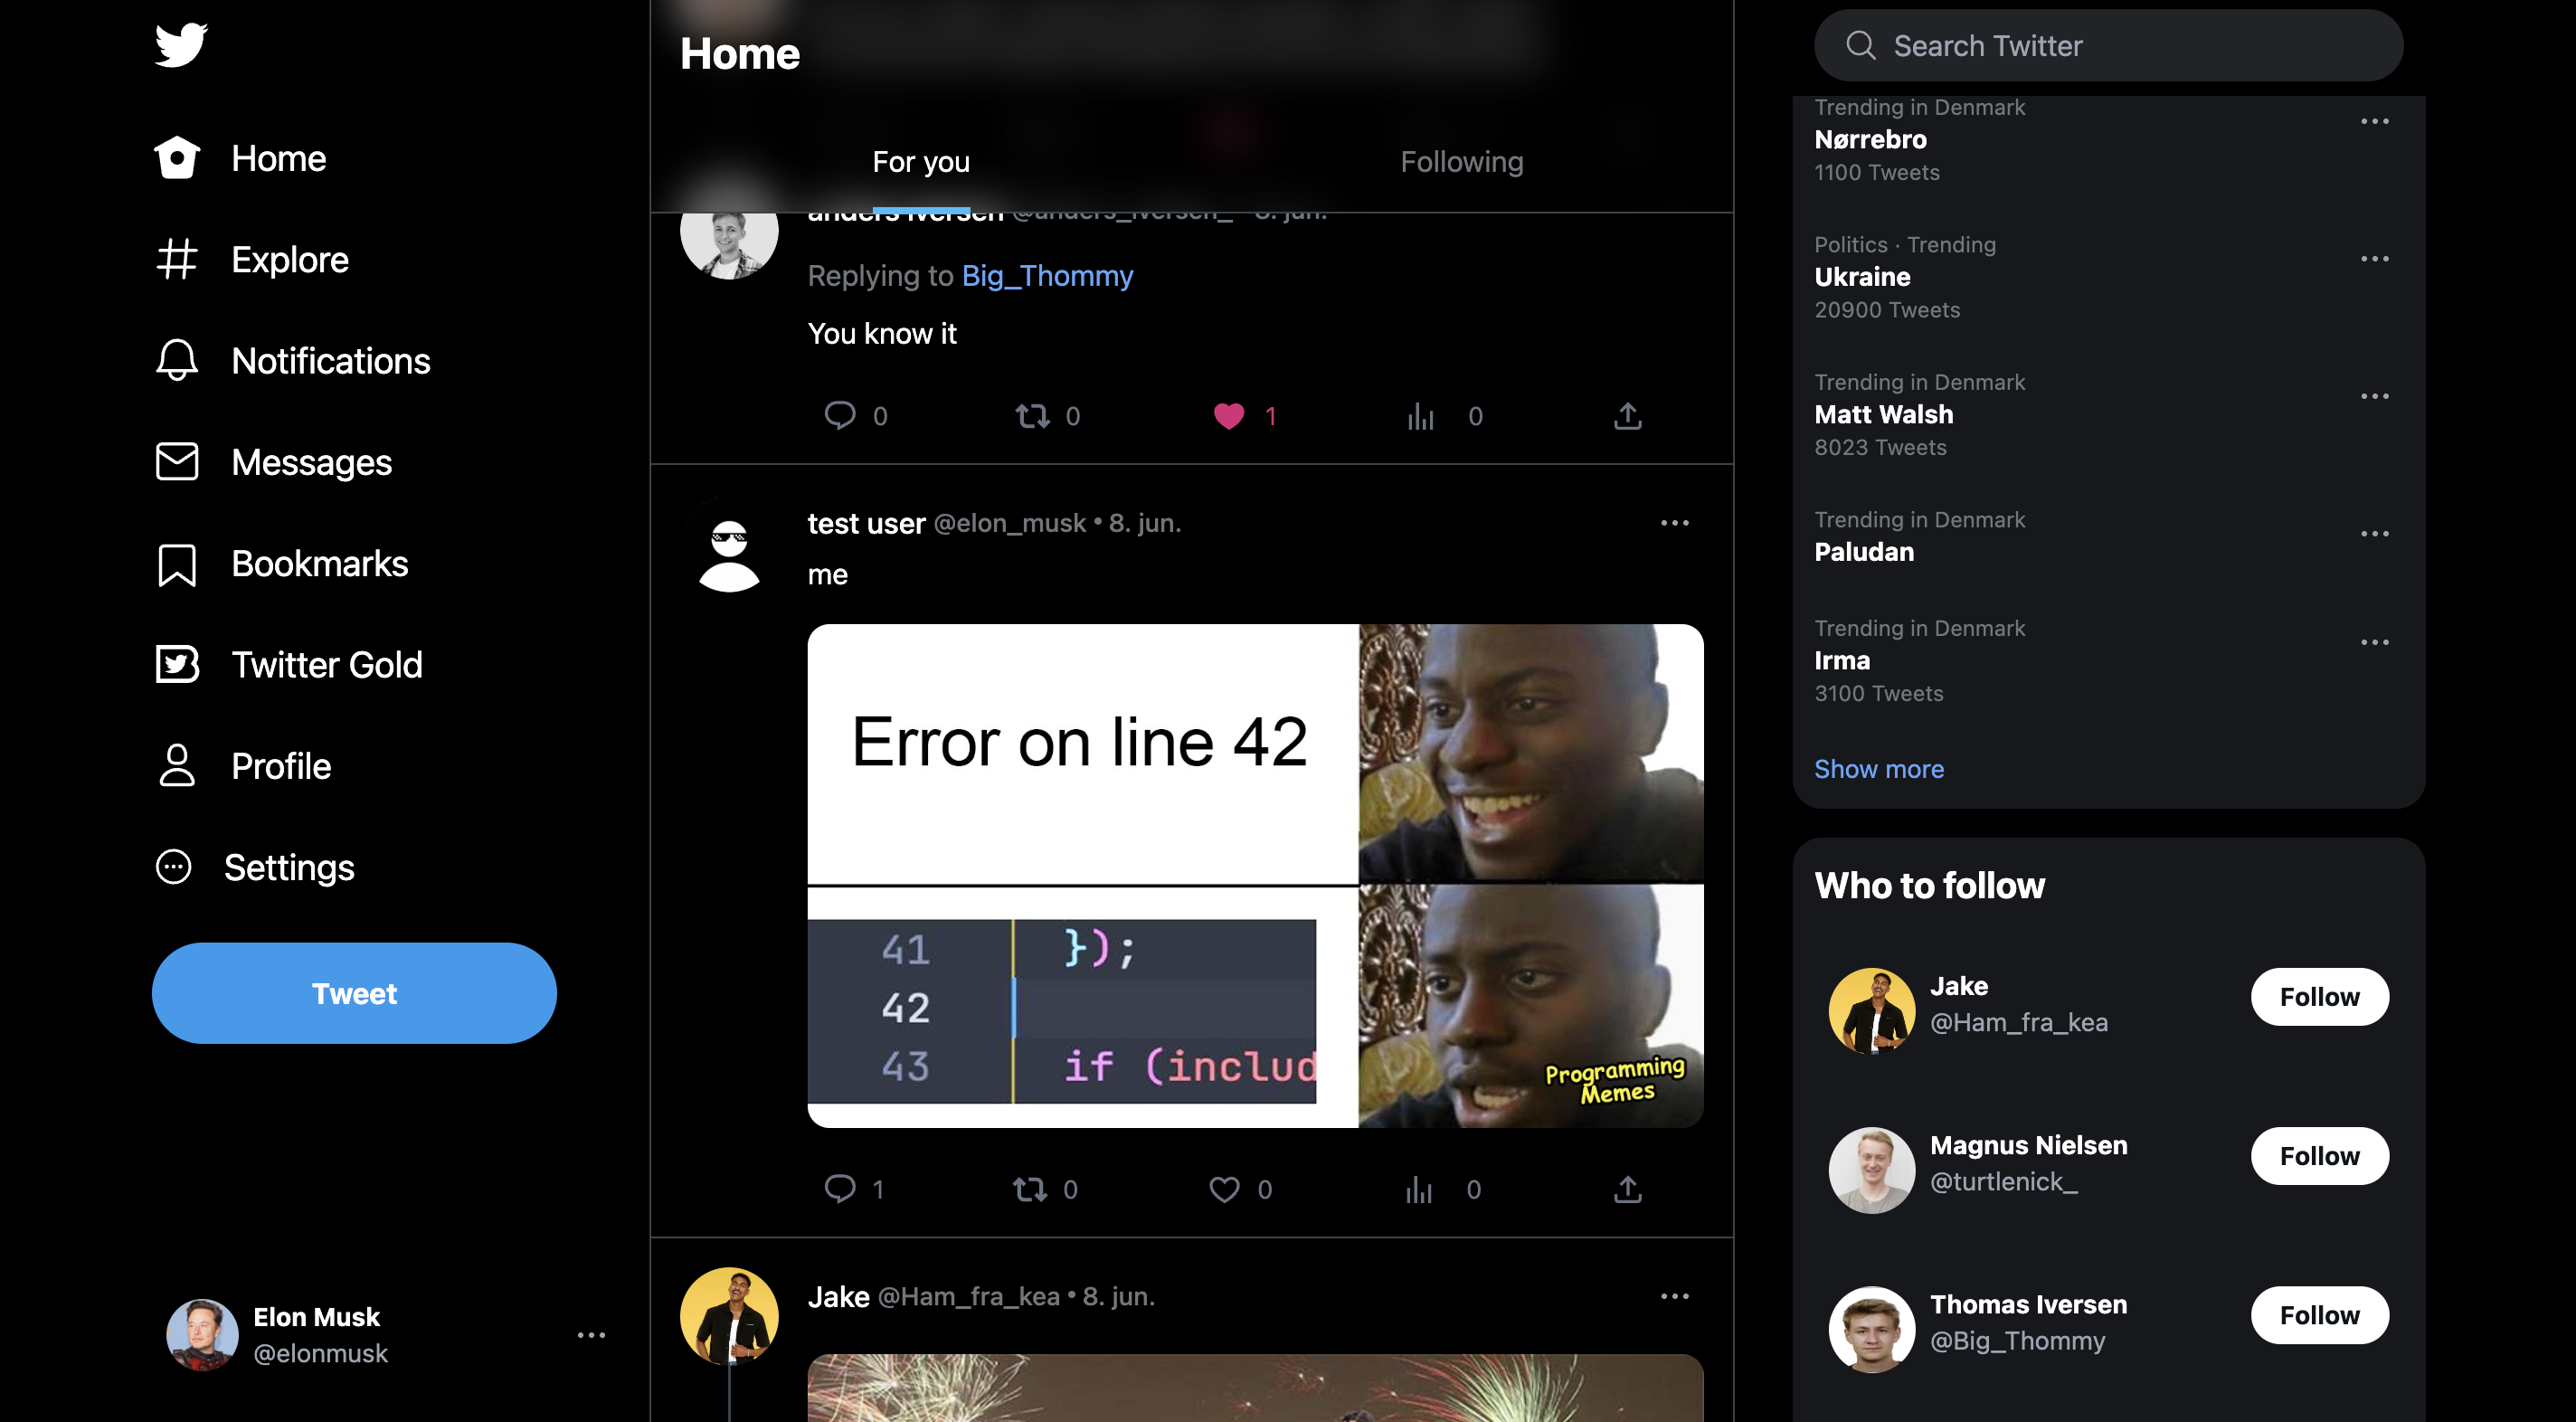 Home
Explore
Notifications
Messages
Bookmarks
Twitter Gold
Profile
Settings
Tweet
Elon Musk
@elonmusk
Home
For you
Following
anders iversen @anders_iversen_ • 8. jun.
Replying to Big_Thommy
You know it
0 0 1 0
test user @elon_musk • 8. jun.
me
Error on line 42
41 });
42
43 if (includ
Programming
Memes
1 0 0 0
Jake @Ham_fra_kea • 8. jun.
Search Twitter
Trending in Denmark
Nørrebro
1100 Tweets
Politics · Trending
Ukraine
20900 Tweets
Trending in Denmark
Matt Walsh
8023 Tweets
Trending in Denmark
Paludan
Trending in Denmark
Irma
3100 Tweets
Show more
Who to follow
Jake
@Ham_fra_kea
Follow
Magnus Nielsen
@turtlenick_
Follow
Thomas Iversen
@Big_Thommy
Follow